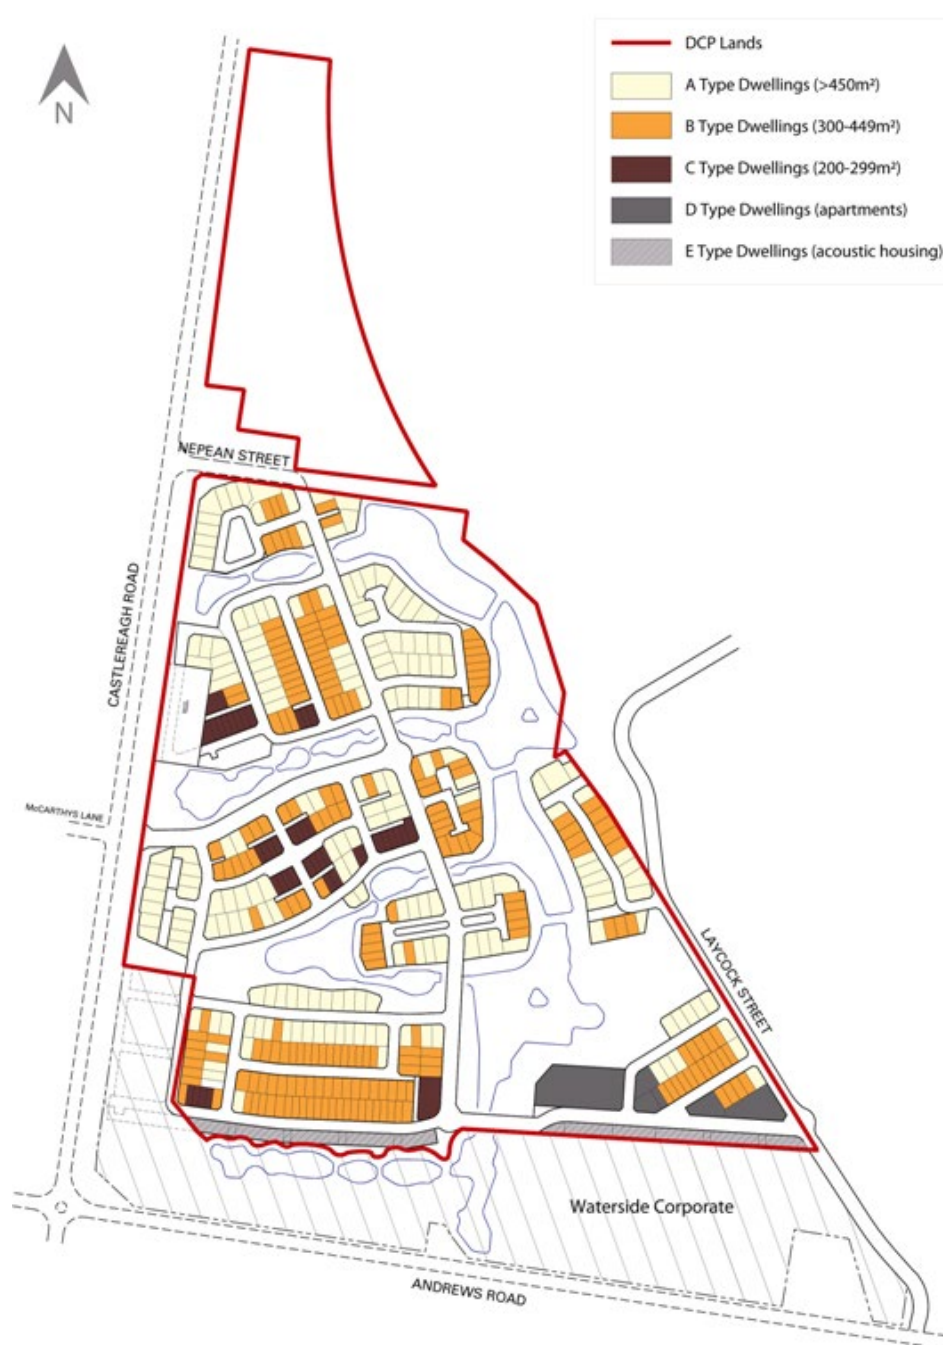 DCP Lands
A Type Dwellings (>450m²)
B Type Dwellings (300-449m²)
C Type Dwellings (200-299m²)
D Type Dwellings (apartments)
E Type Dwellings (acoustic housing)
N
NEPEAN STREET
CASTLEREAGH ROAD
McCARTHYS LANE
LAYCOCK STREET
Waterside Corporate
ANDREWS ROAD